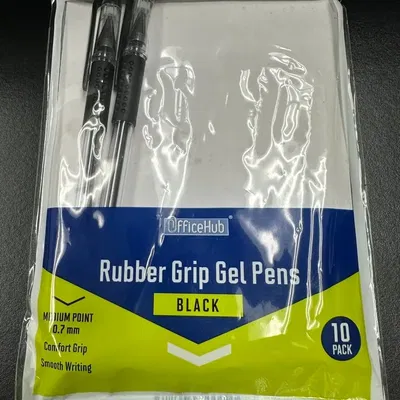 OfficeHub®
Rubber Grip Gel Pens
BLACK
MEDIUM POINT
0.7 mm
Comfort Grip
Smooth Writing
10
PACK